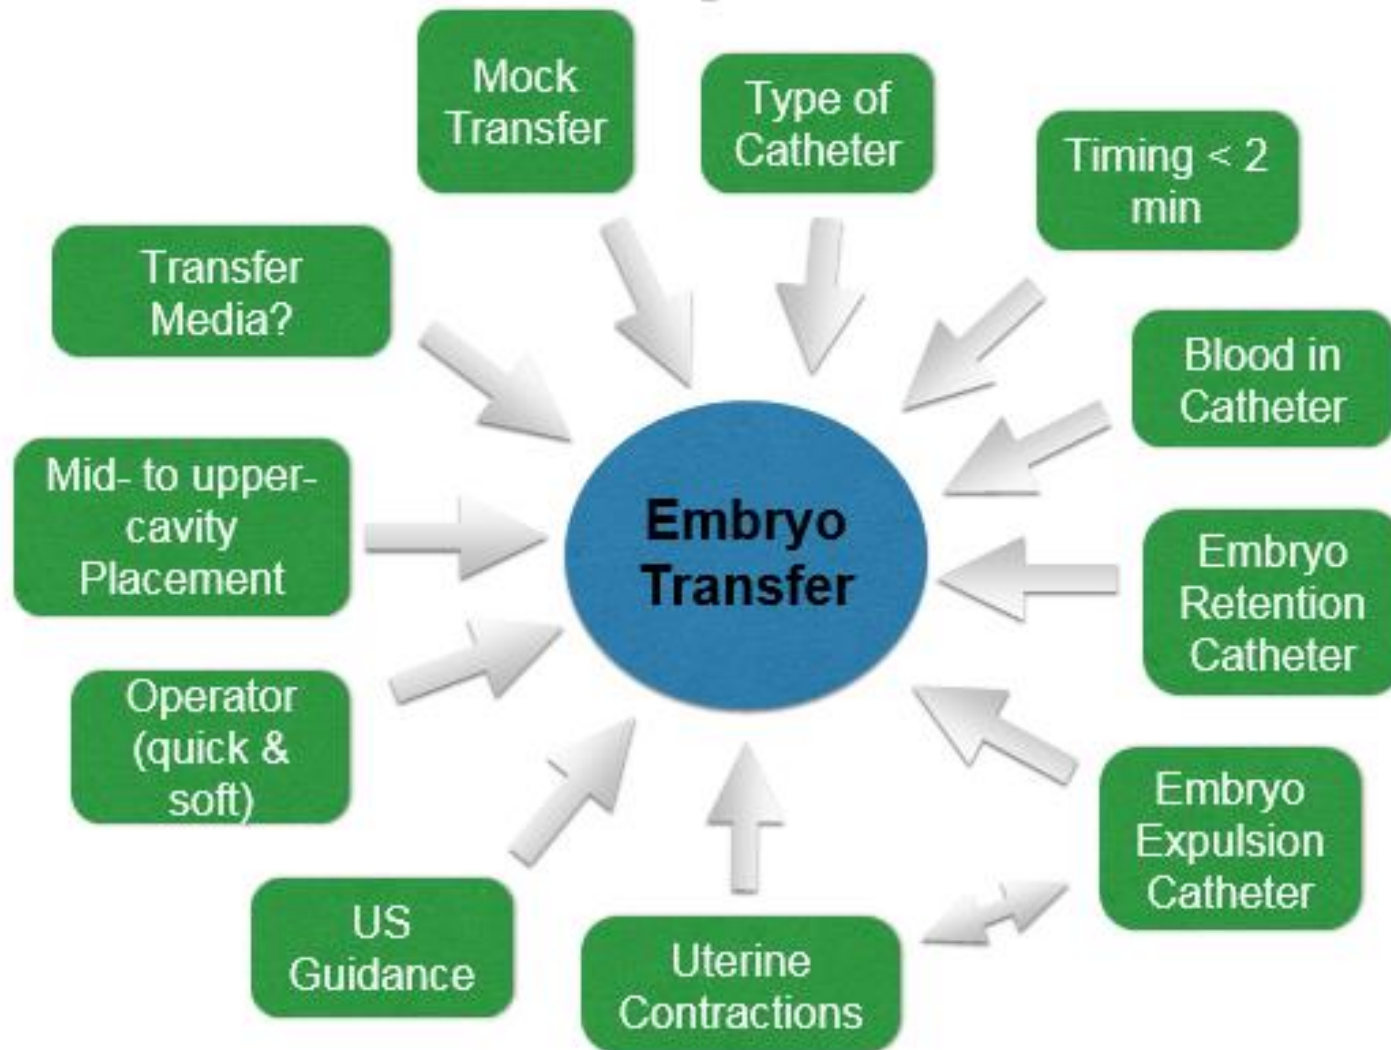 Mock
Transfer
Type of
Catheter
Timing < 2
min
Transfer
Media?
Blood in
Catheter
Mid- to upper-
cavity
Placement
Embryo
Transfer
Embryo
Retention
Catheter
Operator
(quick &
soft)
Embryo
Expulsion
Catheter
US
Guidance
Uterine
Contractions